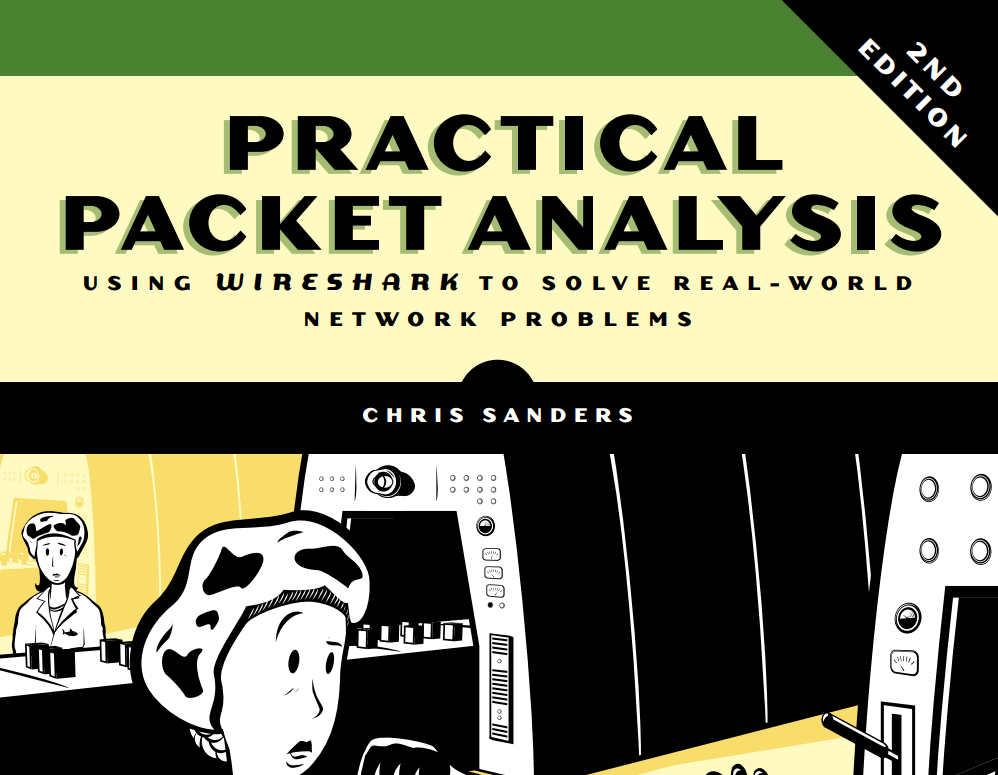 2ND
EDITION
PRACTICAL
PACKET ANALYSIS
USING WIRESHARK TO SOLVE REAL-WORLD
NETWORK PROBLEMS
CHRIS SANDERS